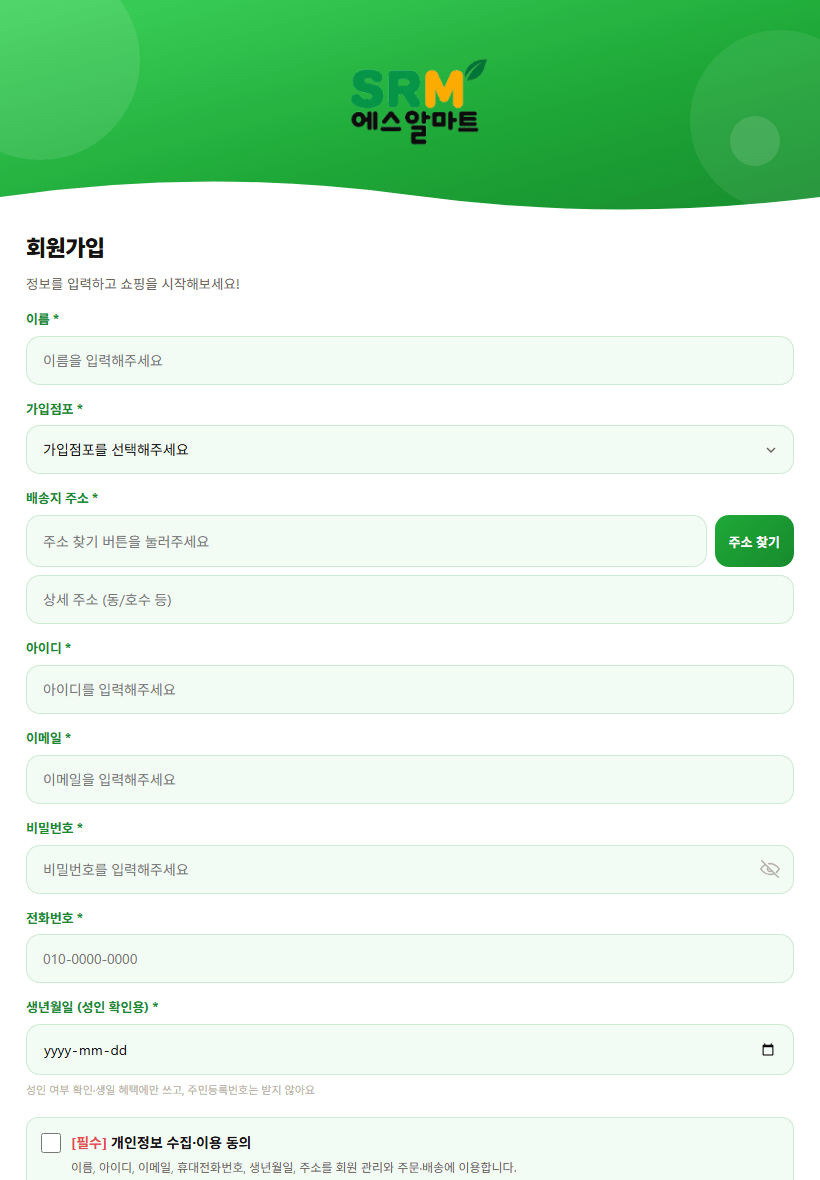 SRM
에스알마트
회원가입
정보를 입력하고 쇼핑을 시작해보세요!
이름 *
이름을 입력해주세요
가입점포 *
가입점포를 선택해주세요
배송지 주소 *
주소 찾기 버튼을 눌러주세요
주소 찾기
상세 주소 (동/호수 등)
아이디 *
아이디를 입력해주세요
이메일 *
이메일을 입력해주세요
비밀번호 *
비밀번호를 입력해주세요
전화번호 *
010-0000-0000
생년월일 (성인 확인용) *
yyyy-mm-dd
성인 여부 확인·생일 혜택에만 쓰고, 주민등록번호는 받지 않아요
[필수] 개인정보 수집·이용 동의
이름, 아이디, 이메일, 휴대전화번호, 생년월일, 주소를 회원 관리와 주문·배송에 이용합니다.